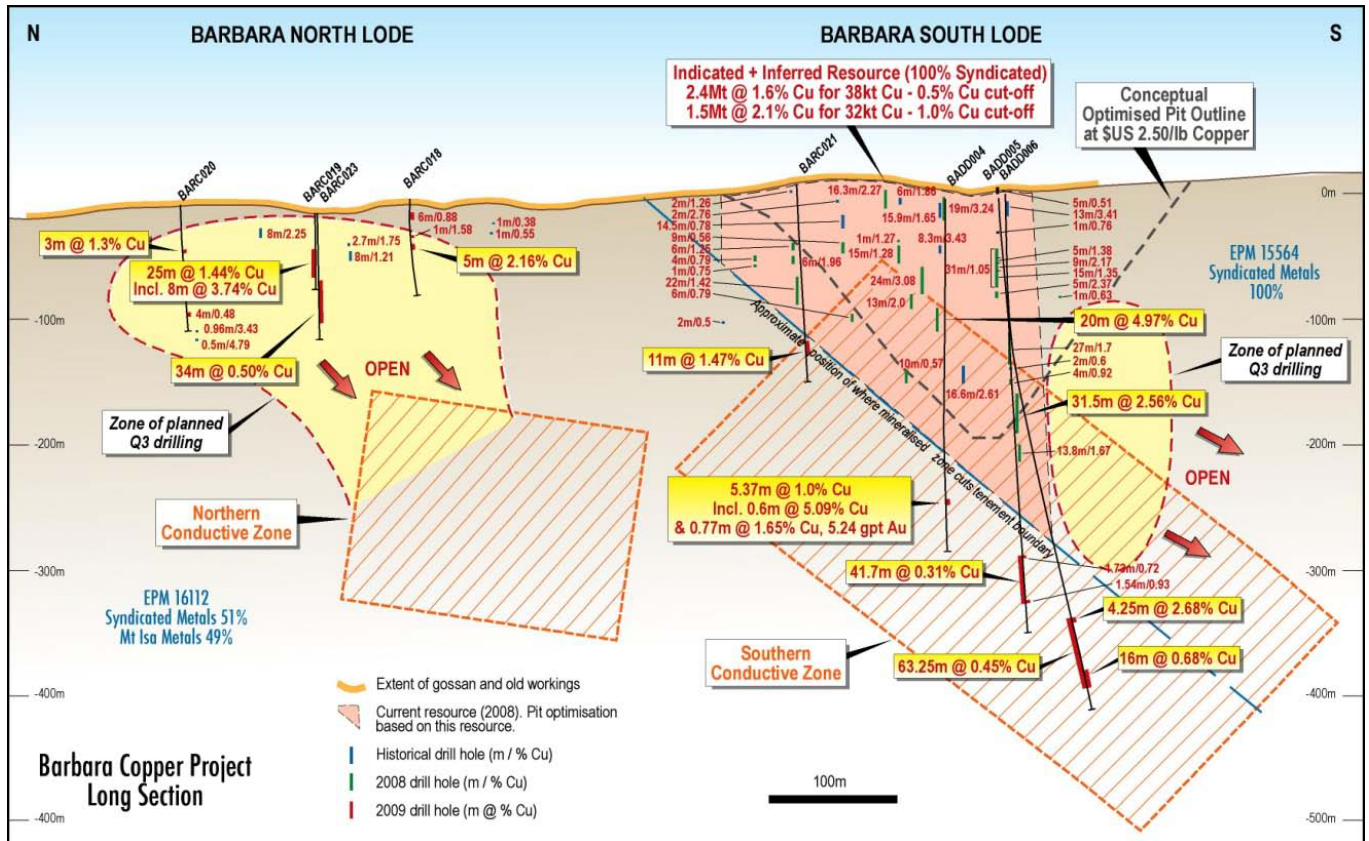 N
BARBARA NORTH LODE
BARBARA SOUTH LODE
S
Indicated + Inferred Resource (100% Syndicated)
2.4Mt @ 1.6% Cu for 38kt Cu - 0.5% Cu cut-off
1.5Mt @ 2.1% Cu for 32kt Cu - 1.0% Cu cut-off
Conceptual
Optimised Pit Outline
at $US 2.50/lb Copper
BARC020
BARC019
BARC023
BARC018
BARC021
BADD004
BADD005
BADD006
0m
3m @ 1.3% Cu
8m/2.25
25m @ 1.44% Cu
Incl. 8m @ 3.74% Cu
4m/0.48
0.96m/3.43
0.5m/4.79
34m @ 0.50% Cu
2.7m/1.75
8m/1.21
6m/0.88
1m/1.58
5m @ 2.16% Cu
1m/0.38
1m/0.55
OPEN
Zone of planned
Q3 drilling
Northern
Conductive Zone
EPM 16112
Syndicated Metals 51%
Mt Isa Metals 49%
2m/1.26
2m/2.76
14.5m/0.78
9m/0.56
6m/1.25
4m/0.79
1m/0.75
22m/1.42
6m/0.79
2m/0.5
11m @ 1.47% Cu
16.3m/2.27
6m/1.86
15.9m/1.65
19m/3.24
1m/1.27
8.3m/3.43
6m/1.96
15m/1.28
31m/1.05
24m/3.08
13m/2.0
10m/0.57
16.6m/2.61
5m/0.51
13m/3.41
1m/0.76
5m/1.38
9m/2.17
15m/1.35
5m/2.37
1m/0.63
EPM 15564
Syndicated Metals
100%
20m @ 4.97% Cu
27m/1.7
2m/0.6
4m/0.92
31.5m @ 2.56% Cu
13.8m/1.67
Zone of planned
Q3 drilling
OPEN
Approximate position of where mineralised zone cuts tenement boundary
5.37m @ 1.0% Cu
Incl. 0.6m @ 5.09% Cu
& 0.77m @ 1.65% Cu, 5.24 gpt Au
41.7m @ 0.31% Cu
1.73m/0.72
1.54m/0.93
4.25m @ 2.68% Cu
63.25m @ 0.45% Cu
16m @ 0.68% Cu
Southern
Conductive Zone
-100m
-200m
-300m
-400m
-100m
-200m
-300m
-400m
-500m
Extent of gossan and old workings
Current resource (2008). Pit optimisation
based on this resource.
Historical drill hole (m / % Cu)
2008 drill hole (m / % Cu)
2009 drill hole (m @ % Cu)
Barbara Copper Project
Long Section
100m